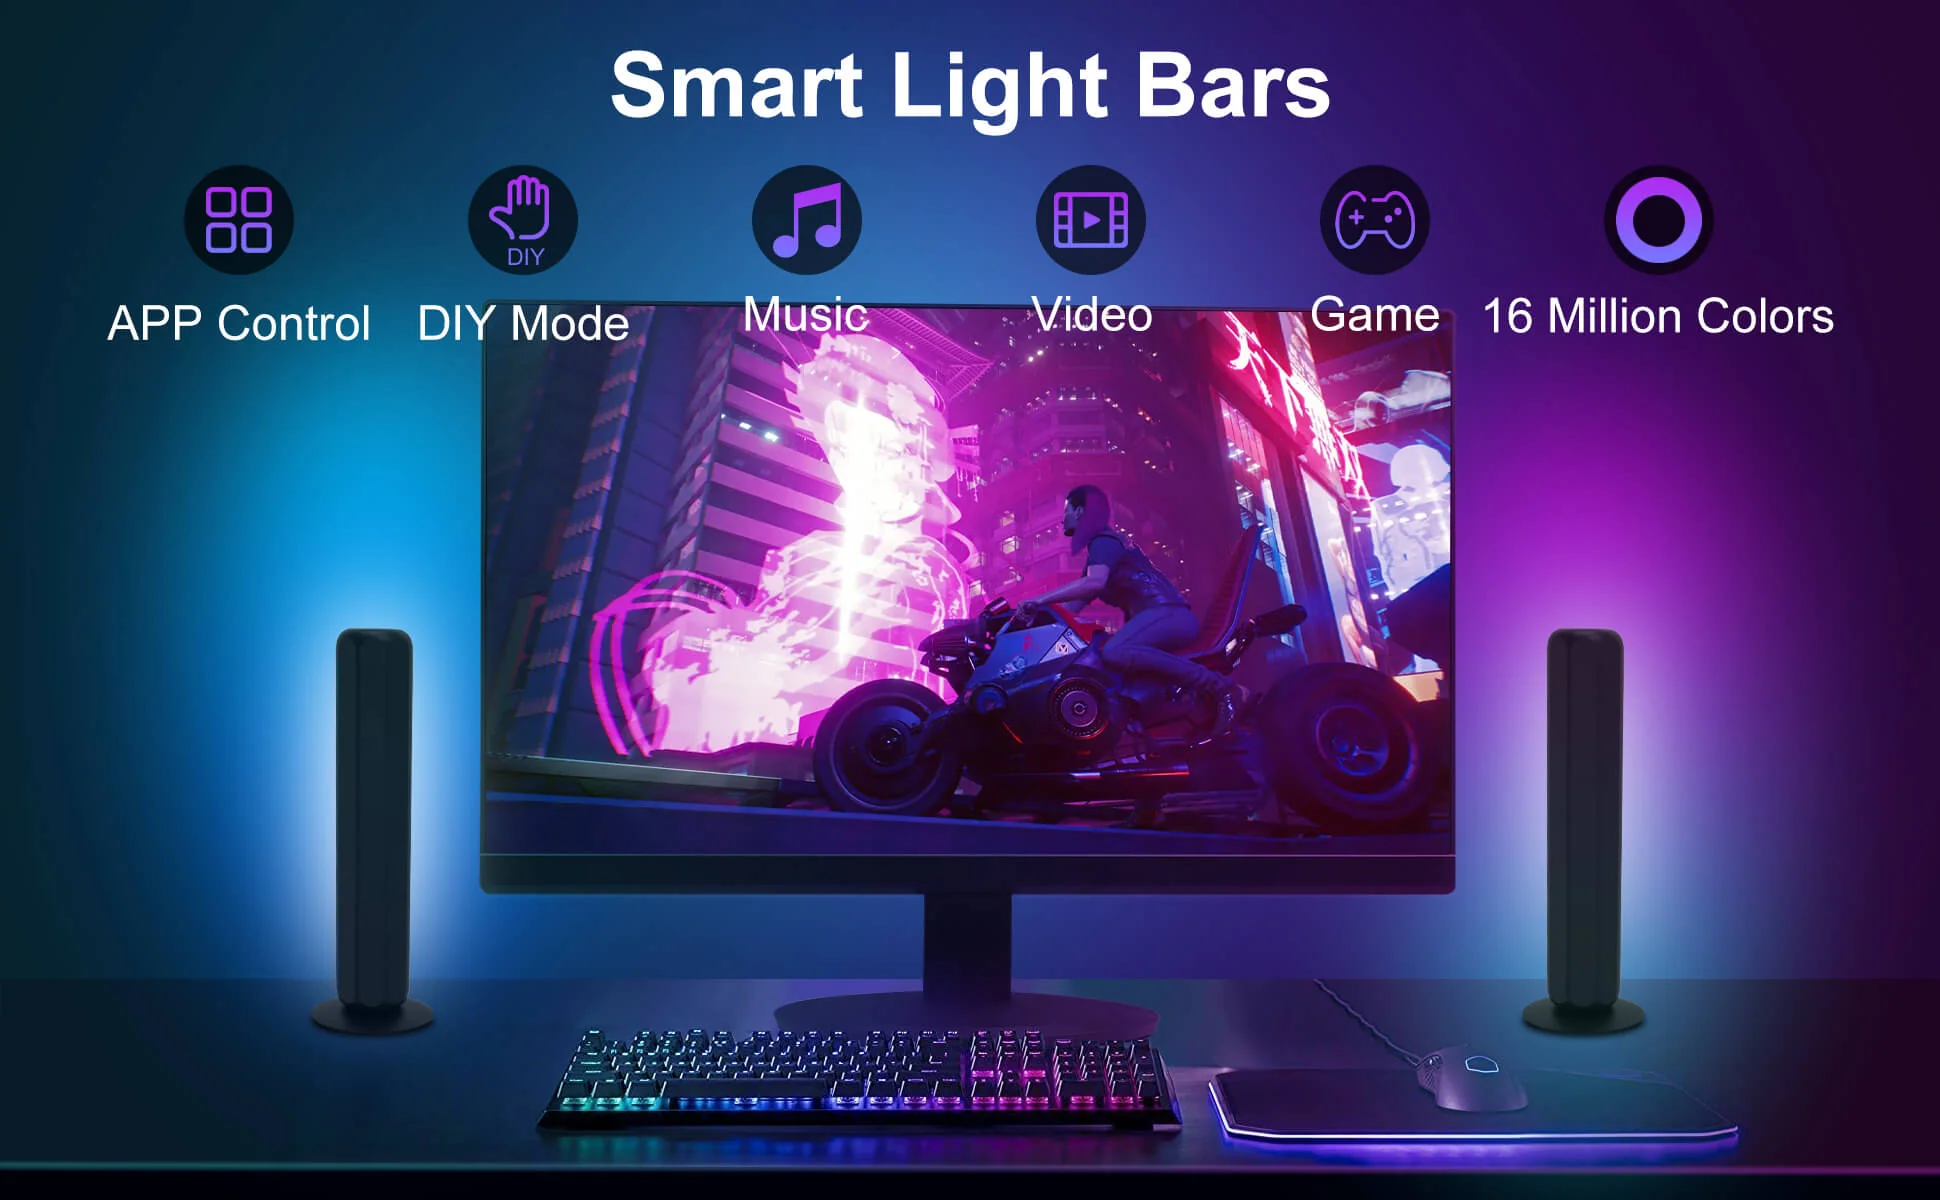 Smart Light Bars
DIY
APP Control
DIY Mode
Music
Video
Game
16 Million Colors